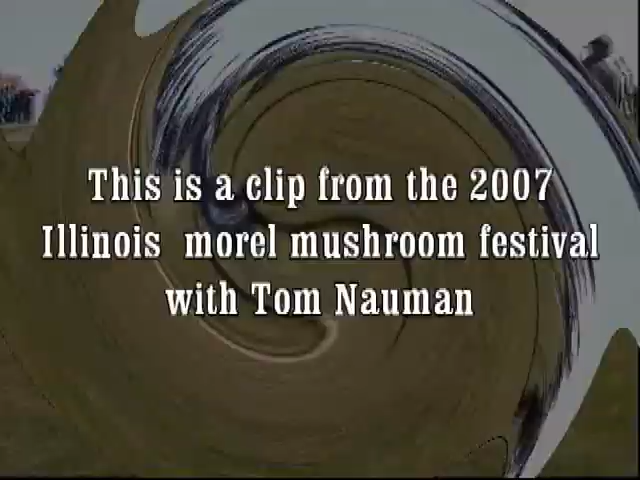 This is a clip from the 2007
Illinois morel mushroom festival
with Tom Nauman